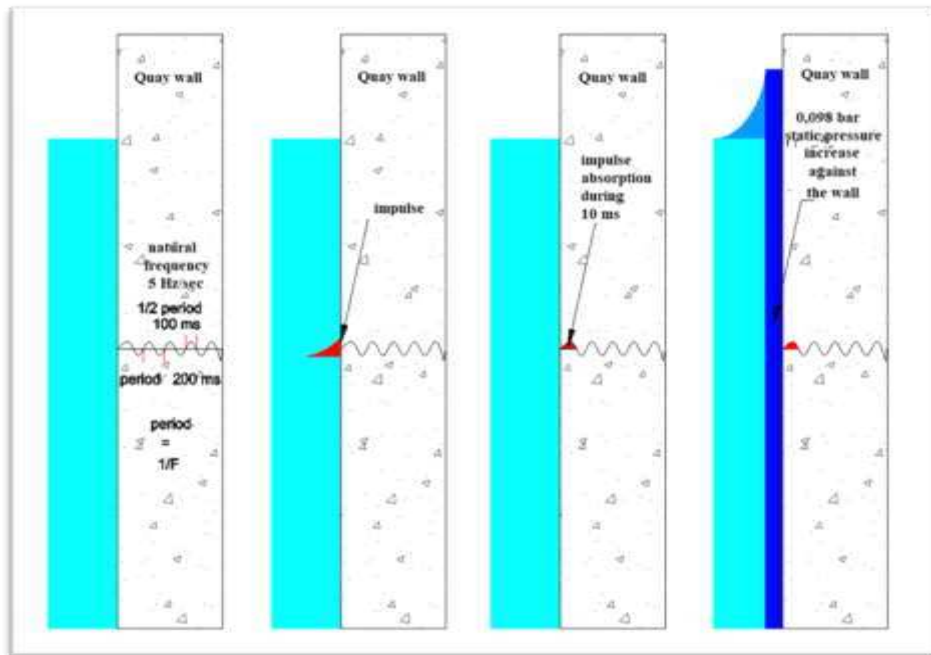 Quay wall
natural
frequency
5 Hz/sec
1/2 period
100 ms
period 200 ms
period
=
1/F
Quay wall
impulse
Quay wall
impulse
absorption
during
10 ms
Quay wall
0,098 bar
static pressure
increase
against
the wall